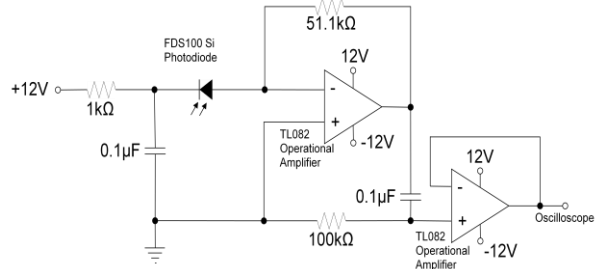 51.1kΩ
FDS100 Si
Photodiode
12V
+12V
1kΩ
-
+
TL082
Operational
Amplifier
-12V
0.1μF
12V
0.1μF
-
+
Oscilloscope
100kΩ
TL082
Operational
Amplifier
-12V